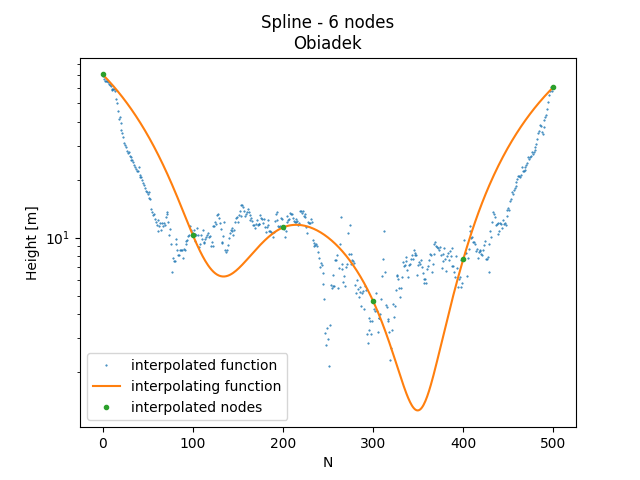 Spline - 6 nodes
Obiadek
Height [m]
10¹
interpolated function
interpolating function
interpolated nodes
0 100 200 300 400 500
N